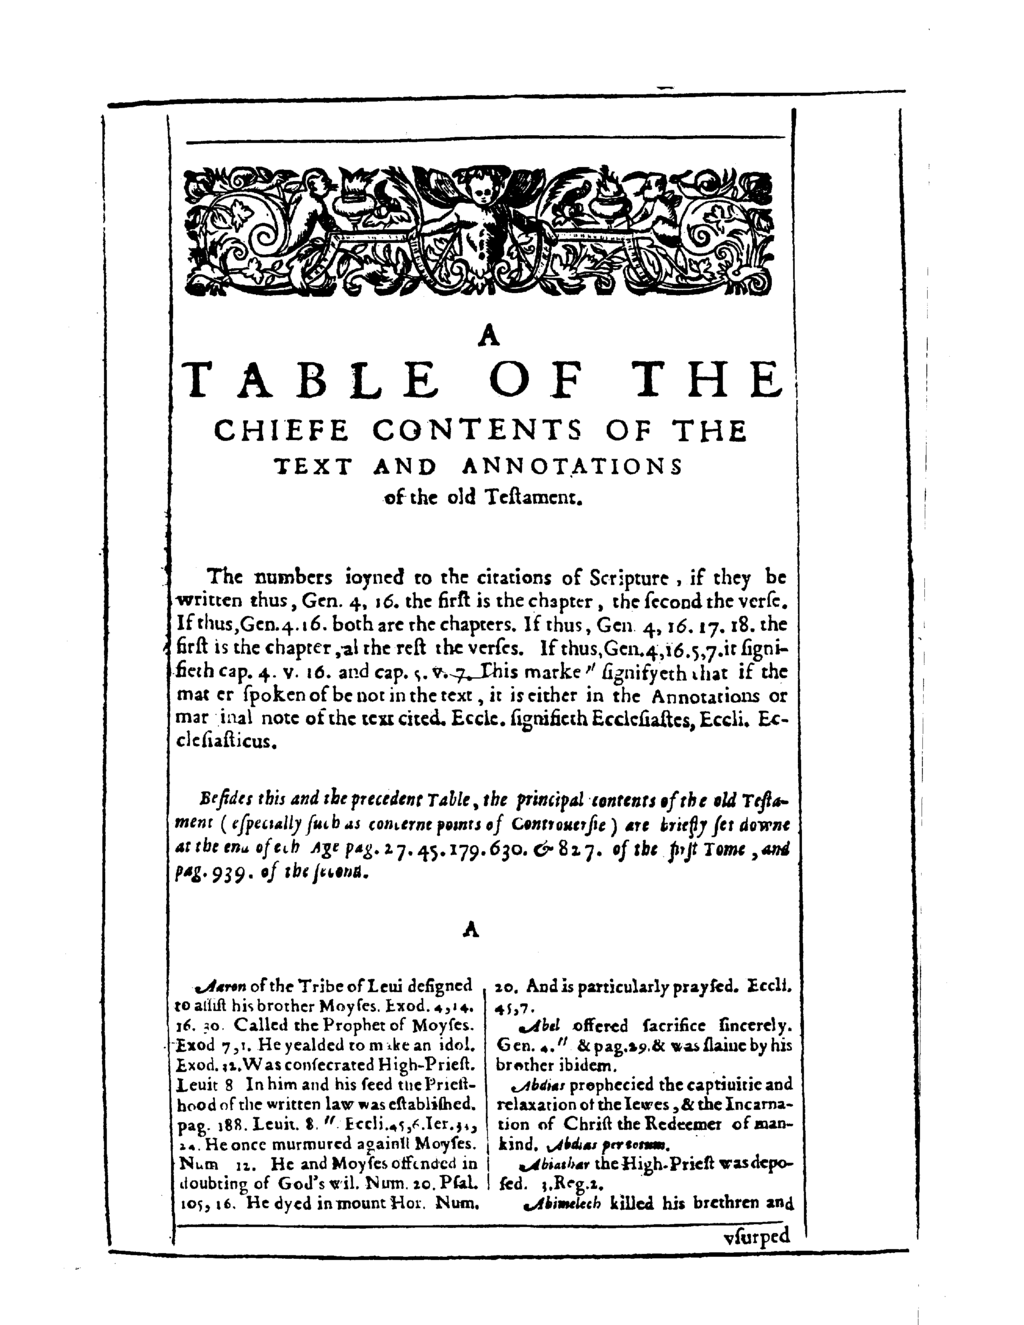 A
TABLE OF THE
CHIEFE CONTENTS OF THE
TEXT AND ANNOTATIONS
of the old Teſtament.
The numbers ioyned to the citations of Scripture , if they be
written thus , Gen. 4, 16. the firſt is the chapter , the ſecond the verſe.
If thus,Gen.4.16. both are the chapters. If thus , Gen 4, 16. 17. 18. the
firſt is the chapter ,al the reſt the verſes. If thus,Gen.4,16.5,7.it ſigni-
fieth cap. 4. v. 16. and cap. 5. v. 7. This marke " ſignifyeth that if the
mat er ſpoken of be not in the text , it is either in the Annotations or
mar inal note of the text cited. Eccle. ſignifieth Eccleſiaſtes, Eccli. Ec-
cleſiaſticus.
Beſides this and the precedent Table , the principal contents of the old Teſta-
ment ( eſpecially ſuch as concerne points of Controuerſie ) are briefly ſet downe
at the end of ech Age pag. 27. 45. 179. 630. & 827. of the firſt Tome , and
pag. 939. of the ſecond.
A
Aaron of the Tribe of Leui deſigned
to aſſiſt his brother Moyſes. Exod. 4,14.
16. 30. Called the Prophet of Moyſes.
Exod 7,1. He yealded to make an idol.
Exod. 32. Was conſecrated High-Prieſt.
Leuit 8 In him and his ſeed the Prieſt-
hood of the written law was eſtabliſhed.
pag. 188. Leuit. 8. " Eccli.45,6.Ier.33,
24. He once murmured againſt Moyſes.
Num 12. He and Moyſes offended in
doubting of God's wil. Num. 20. Pſal.
105, 16. He dyed in mount Hor. Num.
20. And is particularly prayſed. Eccli.
45,7.
Abel offered ſacrifice ſincerely.
Gen. 4. " & pag.29.& was ſlaine by his
brother ibidem.
Abdias prophecied the captiuitie and
relaxation of the Iewes ,& the Incarna-
tion of Chriſt the Redeemer of man-
kind. Abdias per totum.
Abiathar the High-Prieſt was depo-
ſed. 3.Reg.2.
Abimelech killed his brethren and
vſurped